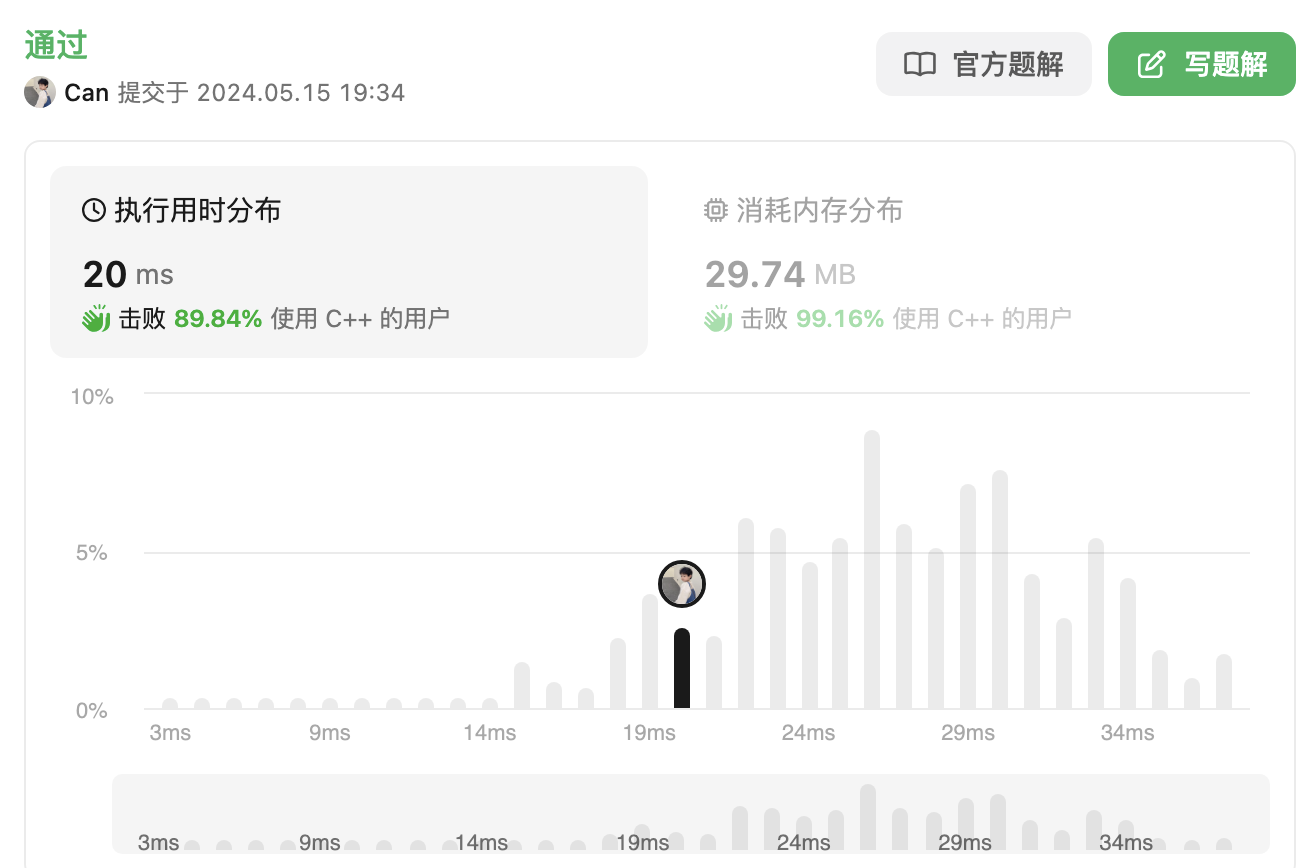 通过
官方题解
写题解
Can 提交于 2024.05.15 19:34
执行用时分布
20 ms
击败 89.84% 使用 C++ 的用户
消耗内存分布
29.74 MB
击败 99.16% 使用 C++ 的用户
10%
5%
0%
3ms 9ms 14ms 19ms 24ms 29ms 34ms
3ms 9ms 14ms 19ms 24ms 29ms 34ms